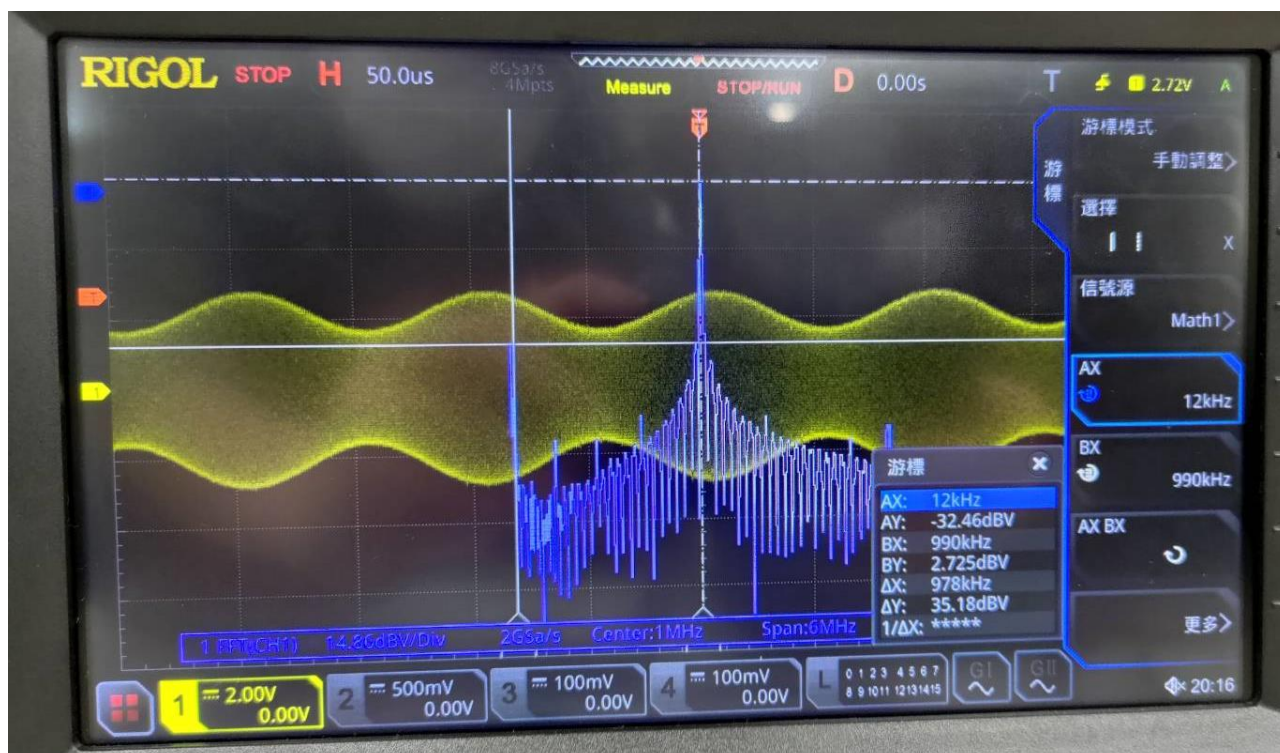 RIGOL STOP H 50.0us 8GSa/s 4Mpts Measure STOP/RUN D 0.00s T 1 2.72V A
T
游標
游標模式
手動調整
選擇
X
信號源
Math1
AX
12kHz
BX
990kHz
AX BX
更多
T
1
游標
AX: 12kHz
AY: -32.46dBV
BX: 990kHz
BY: 2.725dBV
ΔX: 978kHz
ΔY: 35.18dBV
1/ΔX: *****
1 FFT(CH1) 14.86dBV/Div 2GSa/s Center:1MHz Span:6MHz
1 2.00V 0.00V
2 500mV 0.00V
3 100mV 0.00V
4 100mV 0.00V
L 0 1 2 3 4 5 6 7
8 9 10 11 12 13 14 15
GI
GII
20:16